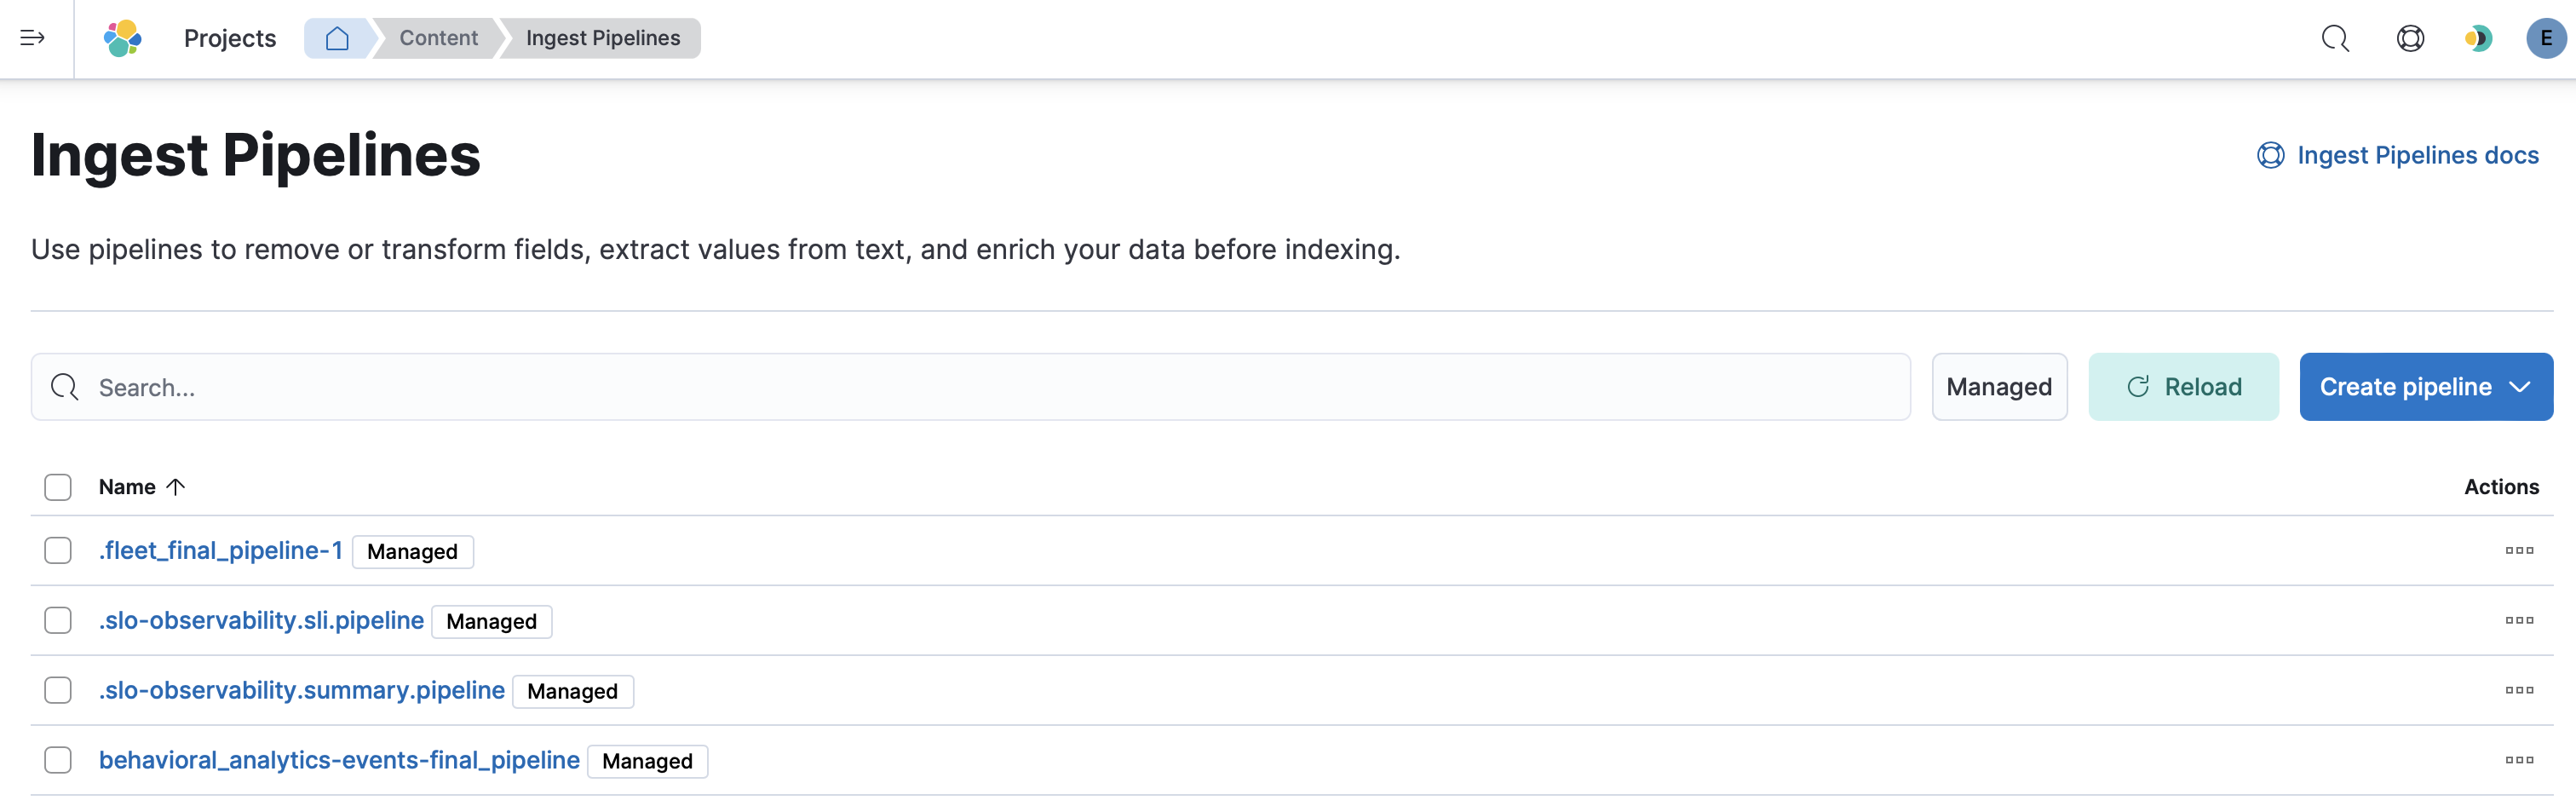 Projects Content Ingest Pipelines E
Ingest Pipelines
Ingest Pipelines docs
Use pipelines to remove or transform fields, extract values from text, and enrich your data before indexing.
Search... Managed Reload Create pipeline
Name Actions
.fleet_final_pipeline-1 Managed
.slo-observability.sli.pipeline Managed
.slo-observability.summary.pipeline Managed
behavioral_analytics-events-final_pipeline Managed